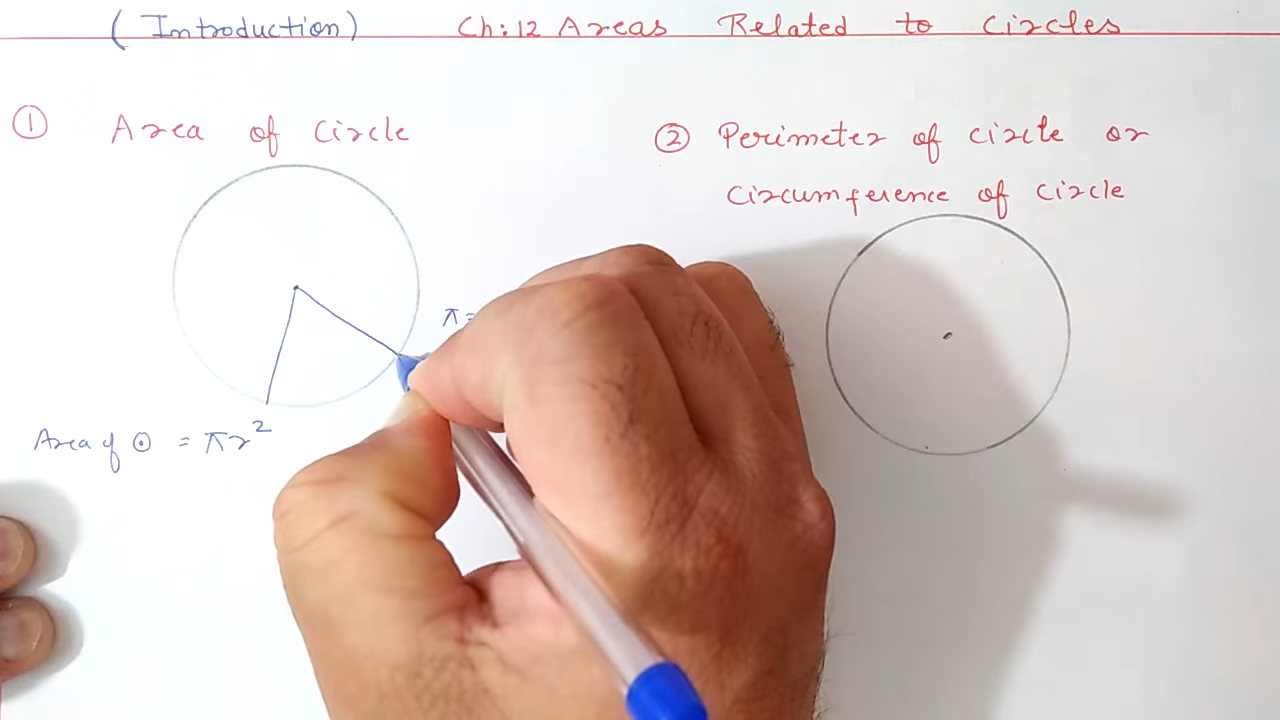 (Introduction) Ch:12 Areas Related to Circles
① Area of Circle
② Perimeter of circle or
Circumference of Circle
π=
Area of ⊙ = πr²